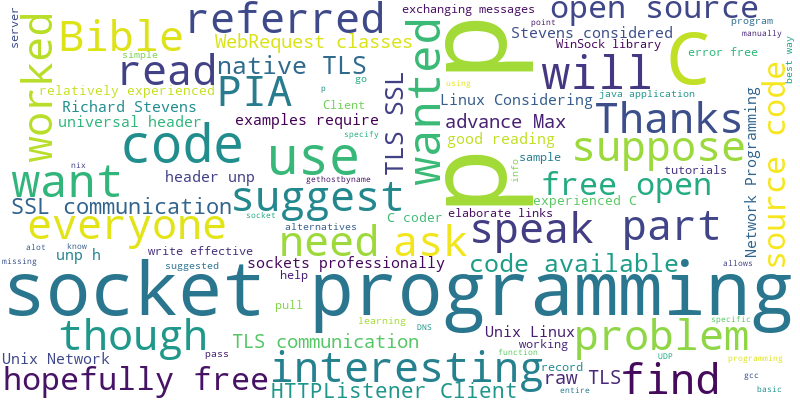 exchanging messages
referred
open source
server
worked
Bible
WebRequest classes
Stevens considered
program
point
manually
WinSock library
error free
simple
read
native TLS
PIA
wanted
p p
will
C
best way
relatively experienced
Client
p
go
java application
using
Richard Stevens
TLS SSL
Linux Considering
universal header
examples require
advance Max
Thanks
code
specify
good reading
suppose
source code
Network Programming
use
sample
info
nix
want
header unp
gethostbyname
free open
tutorials
suggest
SSL communication
socket
C coder
experienced C
everyone
alternatives
elaborate links
speak
part
need
ask
alot
know
write effective
unp h
missing
suggested
sockets professionally
code available
allows
help
socket programming
pull
learning
DNS
specific
though
TLS communication
Unix Linux
working
problem
function
programming
Unix Network
pass
interesting
record
UDP
raw TLS
find
gcc
hopefully free
HTTPListener Client
entire
basic